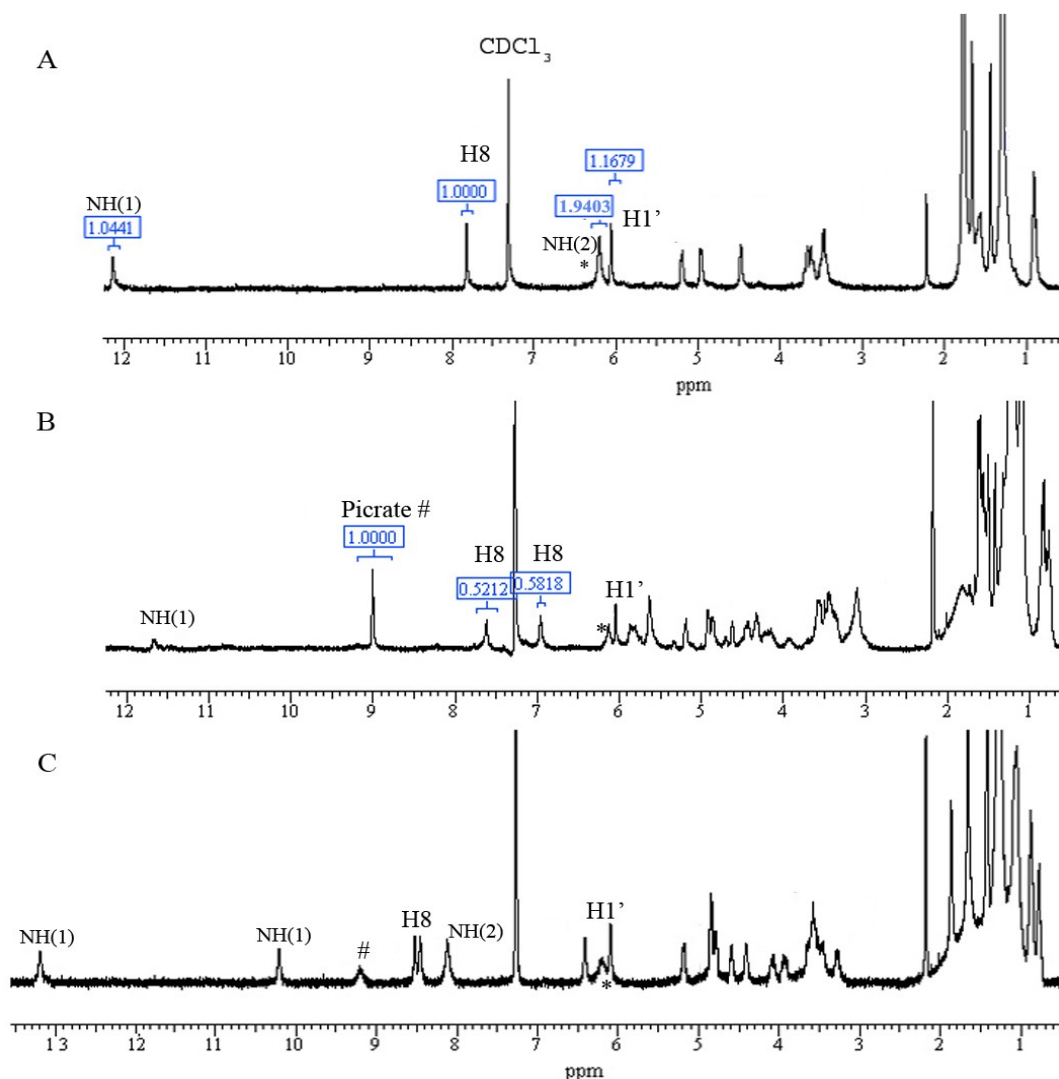 A
CDCl3
H8
1.1679
NH(1)
1.0000
1.9403
H1’
1.0441
NH(2)
*
12 11 10 9 8 7 6 5 4 3 2 1
ppm
B
Picrate #
1.0000
H8 H8
0.5212 0.5818
H1’
NH(1)
*
12 11 10 9 8 7 6 5 4 3 2 1
C
H8
H1’
NH(1) NH(1) # NH(2)
*
13 12 11 10 9 8 7 6 5 4 3 2 1
ppm